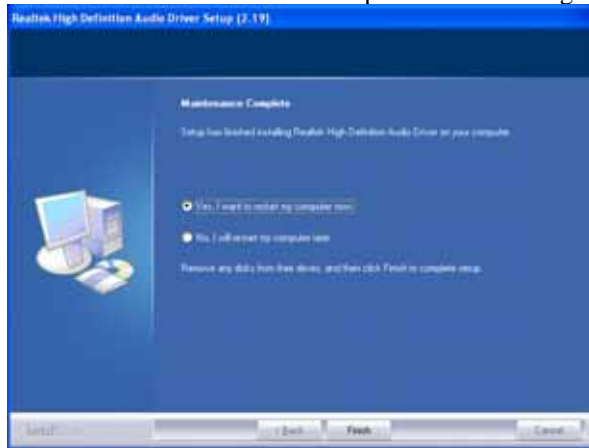 Realtek High Definition Audio Driver Setup (2.19)
Maintenance Complete
Setup has finished installing Realtek High Definition Audio Driver on your computer.
Yes, I want to restart my computer now.
No, I will restart my computer later.
Remove any disks from their drives, and then click Finish to complete setup.
< Back
Finish
Cancel